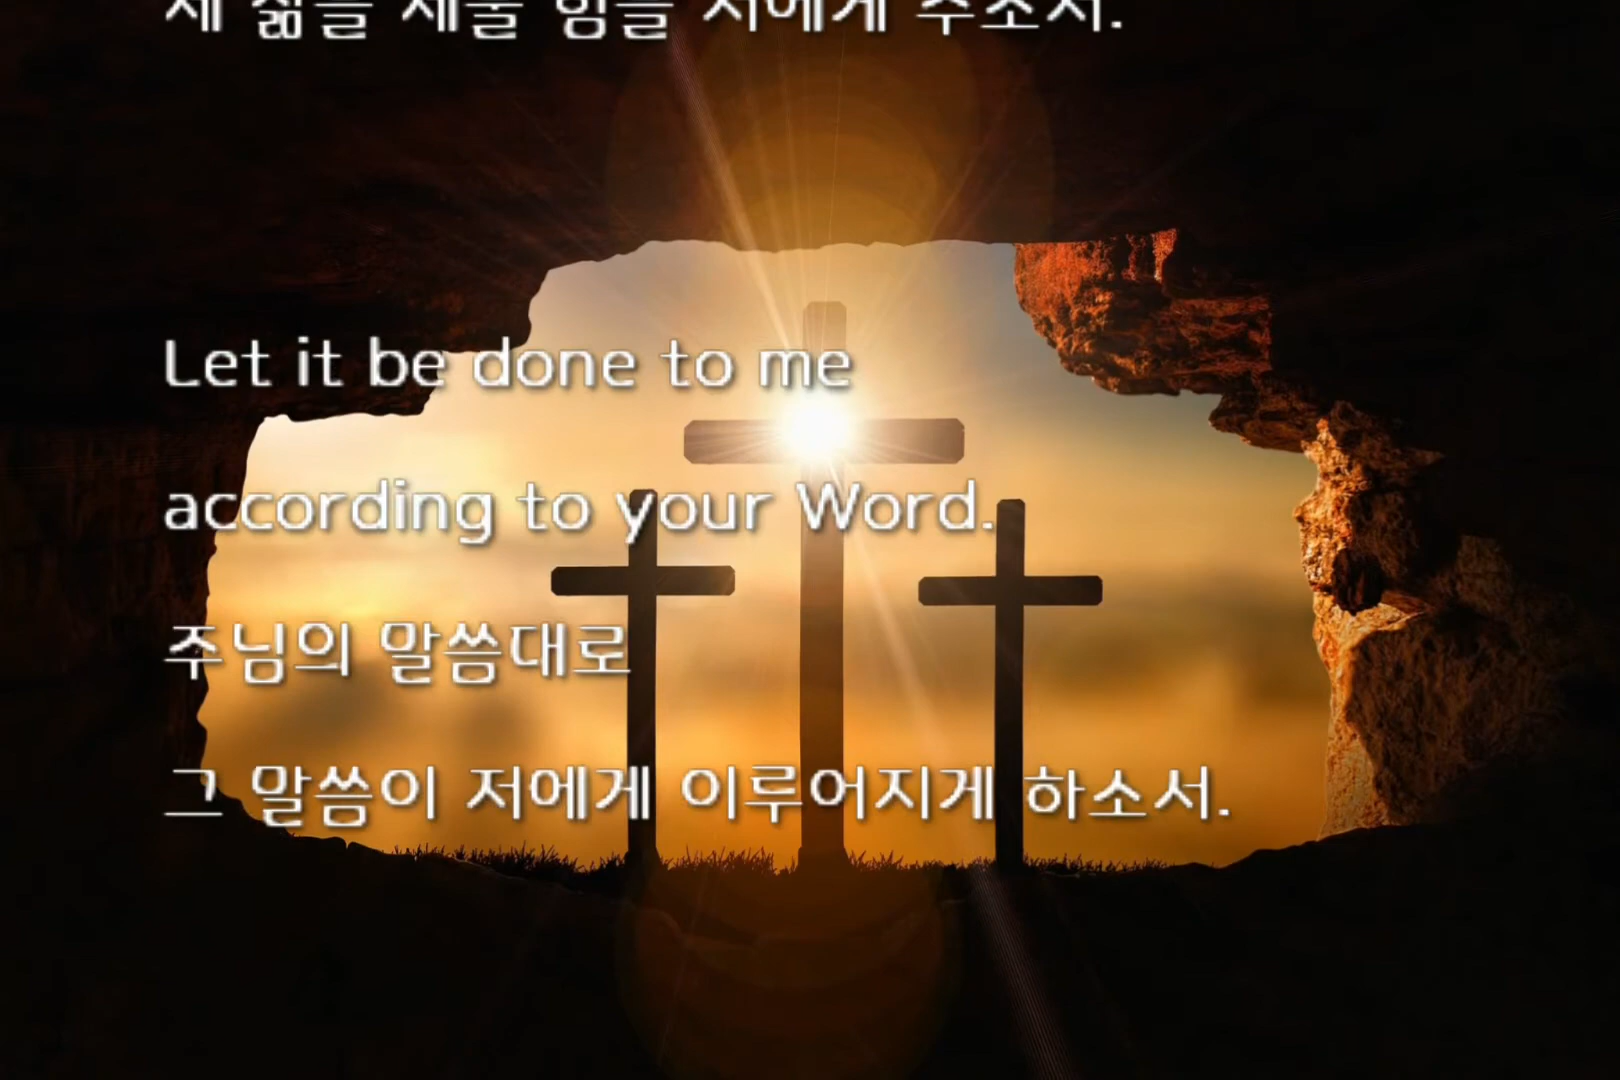 제 삶을 세울 힘을 저에게 주소서.
Let it be done to me
according to your Word.
주님의 말씀대로
그 말씀이 저에게 이루어지게 하소서.